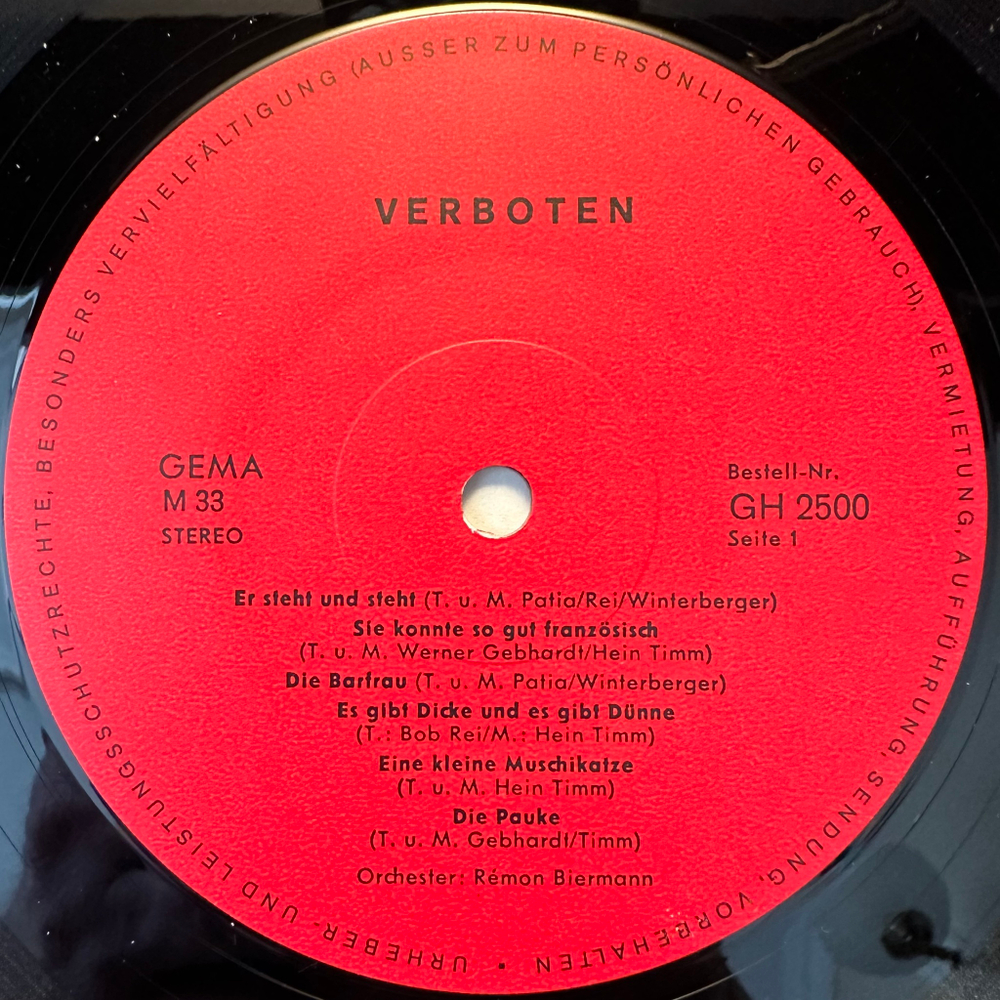 URHEBER- UND LEISTUNGSSCHUTZRECHTE, BESONDERS VERVIELFÄLTIGUNG (AUSSER ZUM PERSÖNLICHEN GEBRAUCH), VERMIETUNG, AUFFÜHRUNG, SENDUNG, VORBEHALTEN •
VERBOTEN
GEMA
M 33
STEREO
Bestell-Nr.
GH 2500
Seite 1
Er steht und steht (T. u. M. Patia/Rei/Winterberger)
Sie konnte so gut französisch
(T. u. M. Werner Gebhardt/Hein Timm)
Die Barfrau (T. u. M. Patia/Winterberger)
Es gibt Dicke und es gibt Dünne
(T.: Bob Rei/M.: Hein Timm)
Eine kleine Muschikatze
(T. u. M. Hein Timm)
Die Pauke
(T. u. M. Gebhardt/Timm)
Orchester: Rémon Biermann